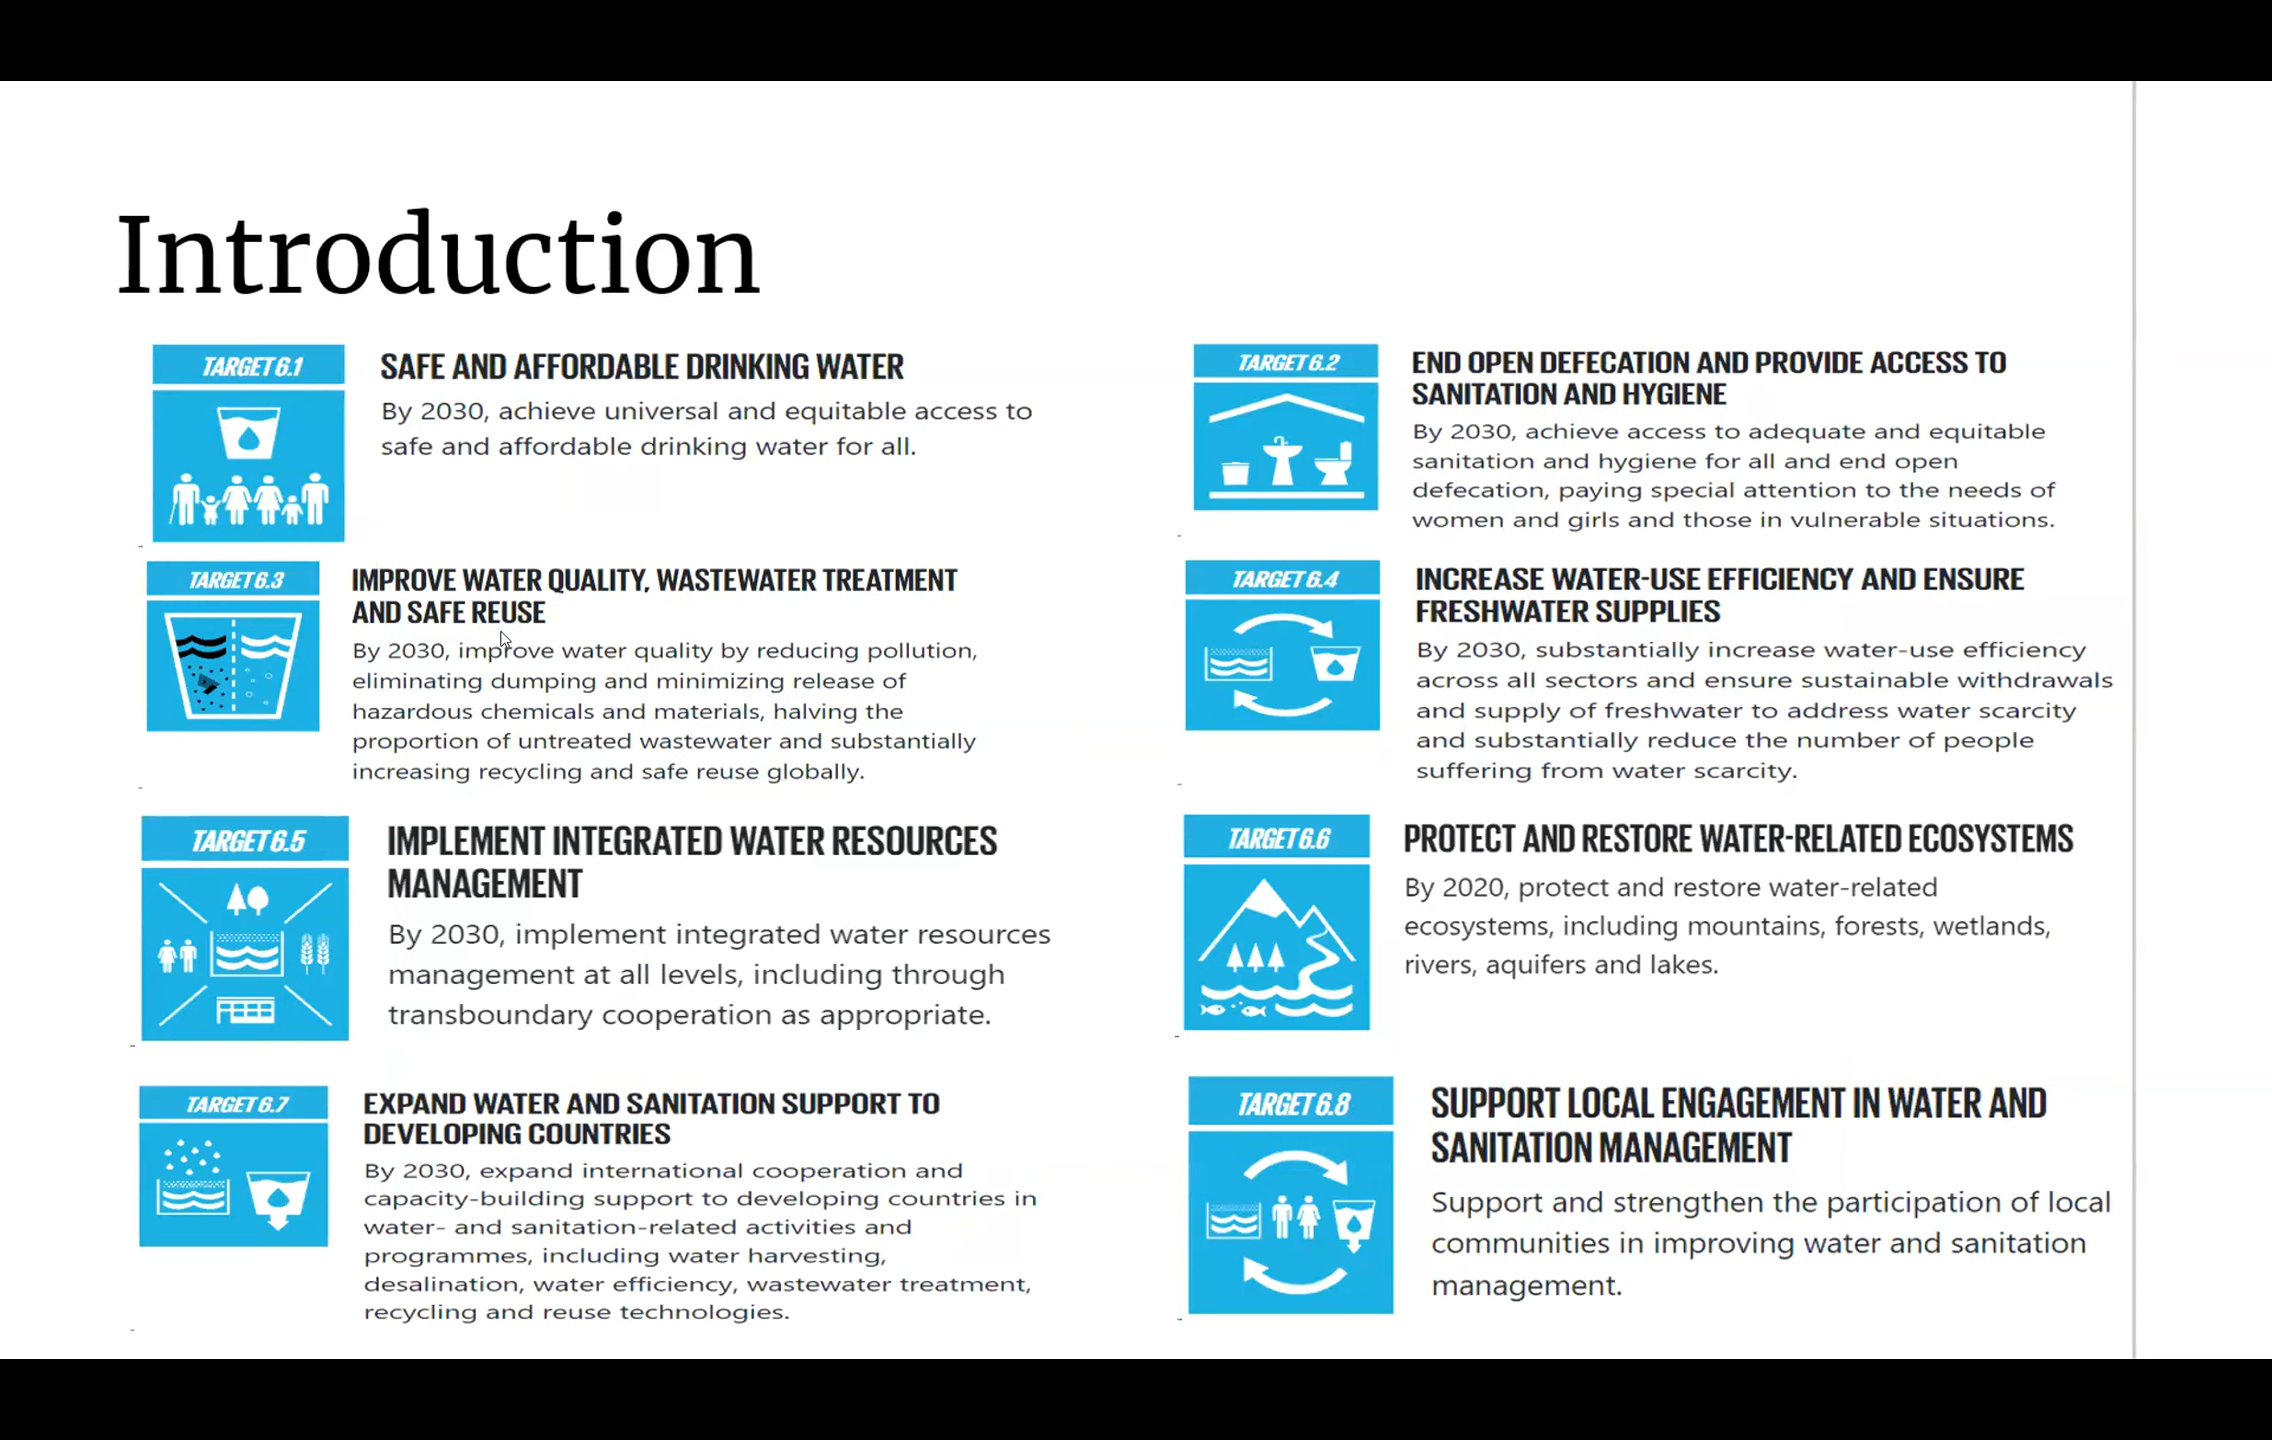 Introduction
TARGET 6.1
SAFE AND AFFORDABLE DRINKING WATER
By 2030, achieve universal and equitable access to
safe and affordable drinking water for all.
TARGET 6.2
END OPEN DEFECATION AND PROVIDE ACCESS TO
SANITATION AND HYGIENE
By 2030, achieve access to adequate and equitable
sanitation and hygiene for all and end open
defecation, paying special attention to the needs of
women and girls and those in vulnerable situations.
TARGET 6.3
IMPROVE WATER QUALITY, WASTEWATER TREATMENT
AND SAFE REUSE
By 2030, improve water quality by reducing pollution,
eliminating dumping and minimizing release of
hazardous chemicals and materials, halving the
proportion of untreated wastewater and substantially
increasing recycling and safe reuse globally.
TARGET 6.4
INCREASE WATER-USE EFFICIENCY AND ENSURE
FRESHWATER SUPPLIES
By 2030, substantially increase water-use efficiency
across all sectors and ensure sustainable withdrawals
and supply of freshwater to address water scarcity
and substantially reduce the number of people
suffering from water scarcity.
TARGET 6.5
IMPLEMENT INTEGRATED WATER RESOURCES
MANAGEMENT
By 2030, implement integrated water resources
management at all levels, including through
transboundary cooperation as appropriate.
TARGET 6.6
PROTECT AND RESTORE WATER-RELATED ECOSYSTEMS
By 2020, protect and restore water-related
ecosystems, including mountains, forests, wetlands,
rivers, aquifers and lakes.
TARGET 6.7
EXPAND WATER AND SANITATION SUPPORT TO
DEVELOPING COUNTRIES
By 2030, expand international cooperation and
capacity-building support to developing countries in
water- and sanitation-related activities and
programmes, including water harvesting,
desalination, water efficiency, wastewater treatment,
recycling and reuse technologies.
TARGET 6.8
SUPPORT LOCAL ENGAGEMENT IN WATER AND
SANITATION MANAGEMENT
Support and strengthen the participation of local
communities in improving water and sanitation
management.